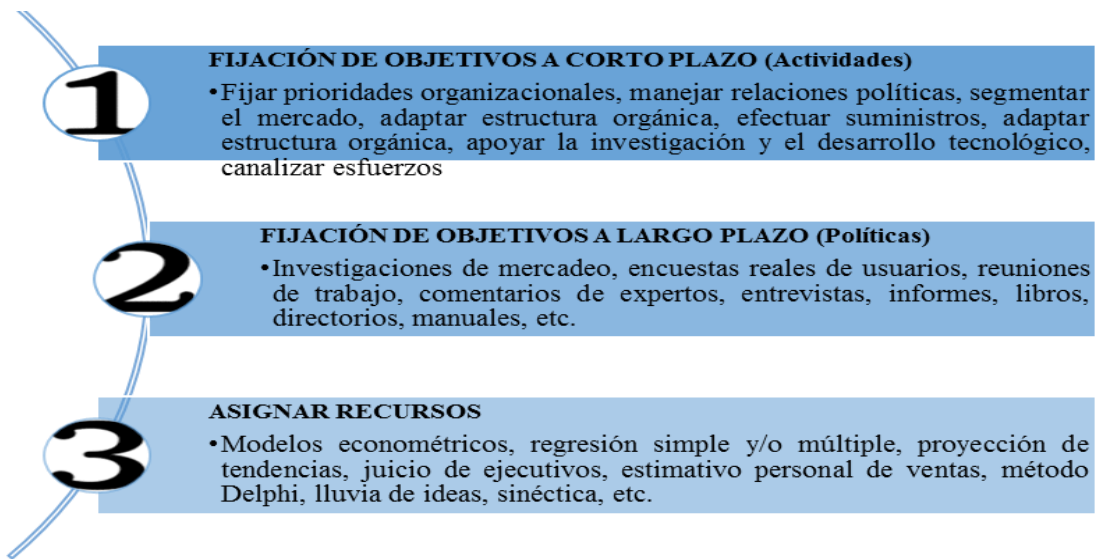 1
FIJACIÓN DE OBJETIVOS A CORTO PLAZO (Actividades)
•Fijar prioridades organizacionales, manejar relaciones políticas, segmentar
el mercado, adaptar estructura orgánica, efectuar suministros, adaptar
estructura orgánica, apoyar la investigación y el desarrollo tecnológico,
canalizar esfuerzos
2
FIJACIÓN DE OBJETIVOS A LARGO PLAZO (Políticas)
•Investigaciones de mercadeo, encuestas reales de usuarios, reuniones
de trabajo, comentarios de expertos, entrevistas, informes, libros,
directorios, manuales, etc.
3
ASIGNAR RECURSOS
•Modelos econométricos, regresión simple y/o múltiple, proyección de
tendencias, juicio de ejecutivos, estimativo personal de ventas, método
Delphi, lluvia de ideas, sinéctica, etc.